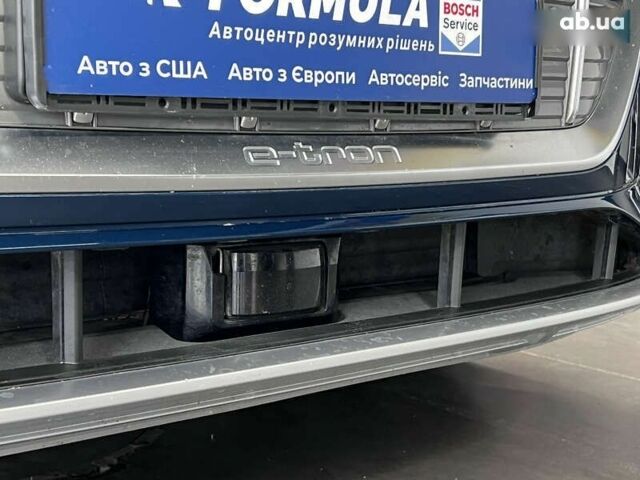 FORMULA
BOSCH
Service
Автоцентр розумних рішень
Авто з США Авто з Європи Автосервіс Запчастини
e-tron
ab.ua